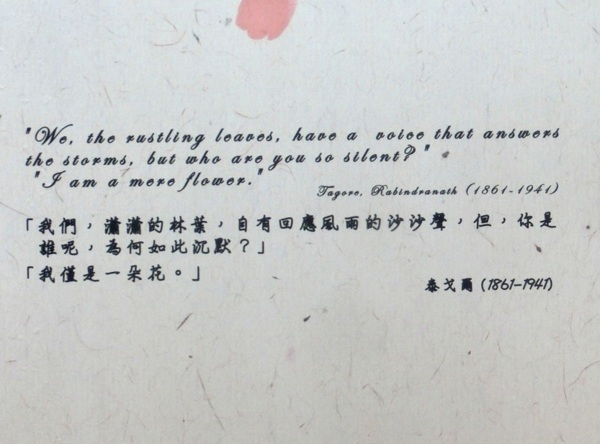 "We, the rustling leaves, have a voice that answers
the storms, but who are you so silent?"
"I am a mere flower."
Tagore, Rabindranath (1861-1941)
「我們，瀟瀟的林葉，自有回應風雨的沙沙聲，但，你是
誰呢，為何如此沉默？」
「我僅是一朵花。」
泰戈爾 (1861-1941)